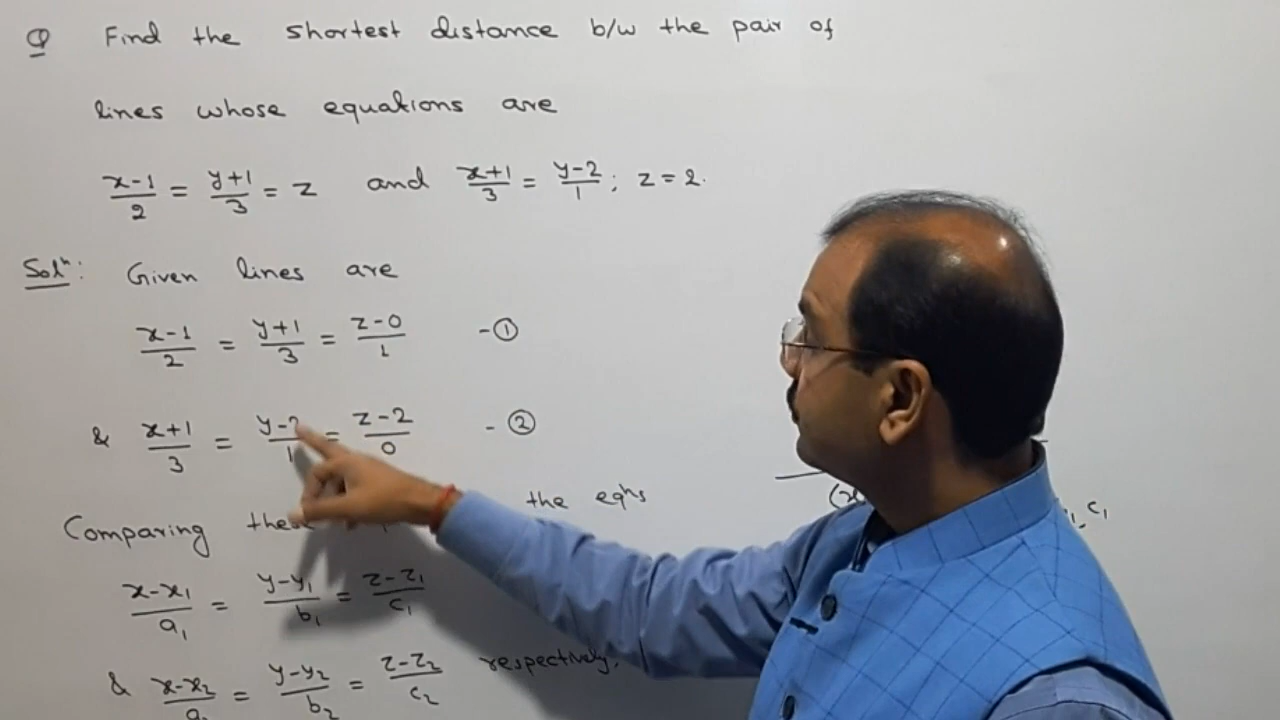 Q Find the shortest distance b/w the pair of
lines whose equations are
x-1/2 = y+1/3 = z and x+1/3 = y-2/1 ; z = 2.
Solⁿ: Given lines are
x-1/2 = y+1/3 = z-0/1 -①
& x+1/3 = y-2/1 = z-2/0 -②
Comparing the eqⁿs
x-x₁/a₁ = y-y₁/b₁ = z-z₁/c₁
& x-x₂/a₂ = y-y₂/b₂ = z-z₂/c₂ respectively,
c₁